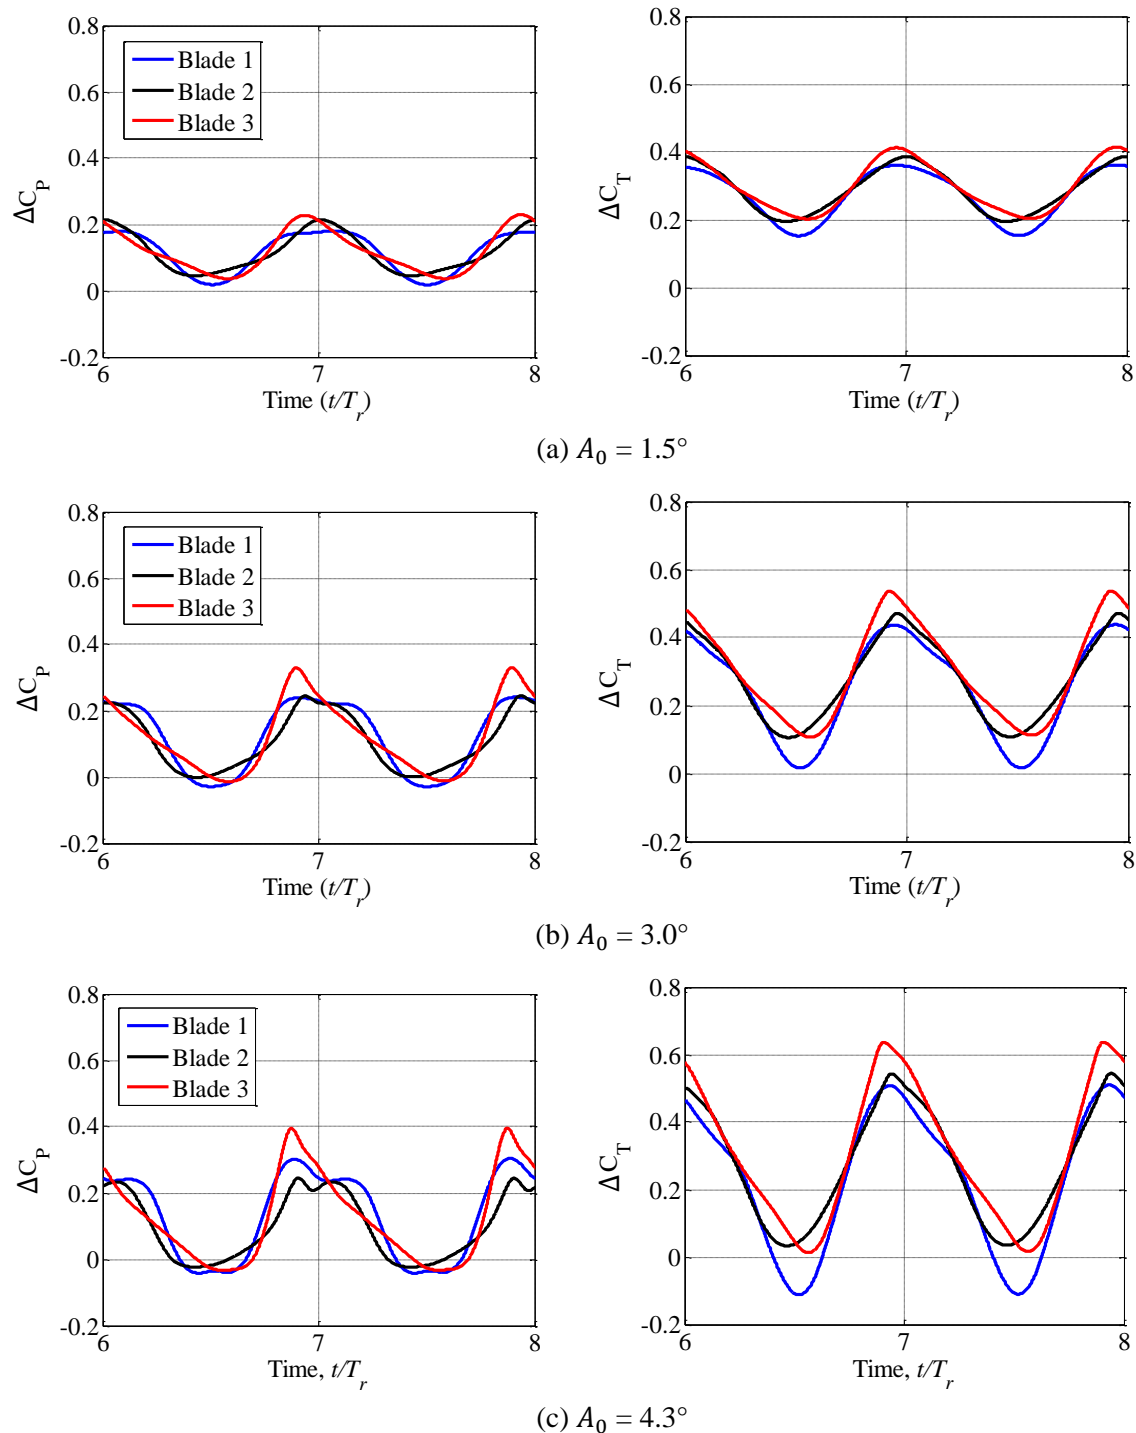 0.8
0.6
0.4
0.2
0
-0.2
ΔC_P
Blade 1
Blade 2
Blade 3
6 7 8
Time (t/T_r)
0.8
0.6
0.4
0.2
0
-0.2
ΔC_T
6 7 8
Time (t/T_r)
(a) A_0 = 1.5°
0.8
0.6
0.4
0.2
0
-0.2
ΔC_P
Blade 1
Blade 2
Blade 3
6 7 8
Time (t/T_r)
0.8
0.6
0.4
0.2
0
-0.2
ΔC_T
6 7 8
Time (t/T_r)
(b) A_0 = 3.0°
0.8
0.6
0.4
0.2
0
-0.2
ΔC_P
Blade 1
Blade 2
Blade 3
6 7 8
Time, t/T_r
0.8
0.6
0.4
0.2
0
-0.2
ΔC_T
6 7 8
Time, t/T_r
(c) A_0 = 4.3°